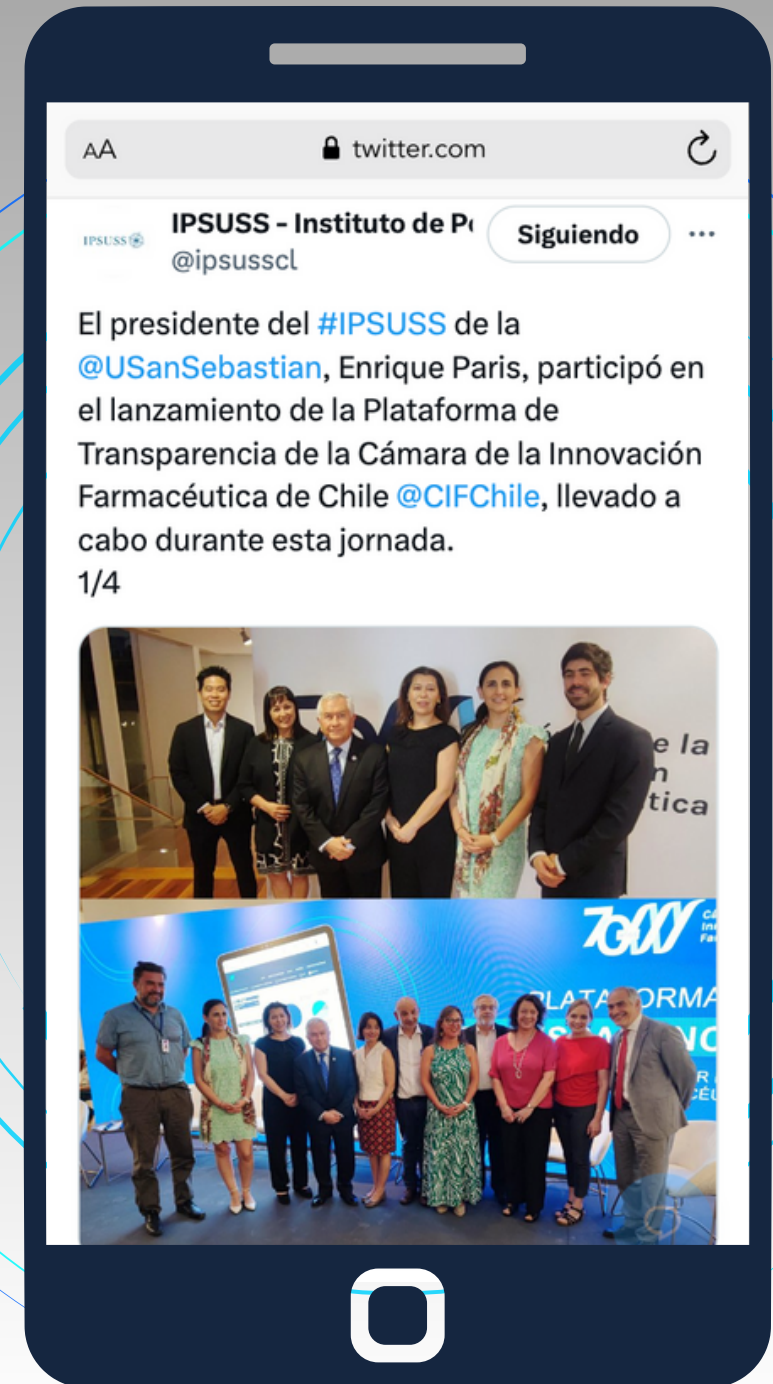 AA twitter.com
IPSUSS
IPSUSS - Instituto de
Siguiendo
@ipsusscl
El presidente del #IPSUSS de la
@USanSebastian, Enrique Paris, participó en
el lanzamiento de la Plataforma de
Transparencia de la Cámara de la Innovación
Farmacéutica de Chile @CIFChile, llevado a
cabo durante esta jornada.
1/4
e la
n
tica
70
PLATAFORMA